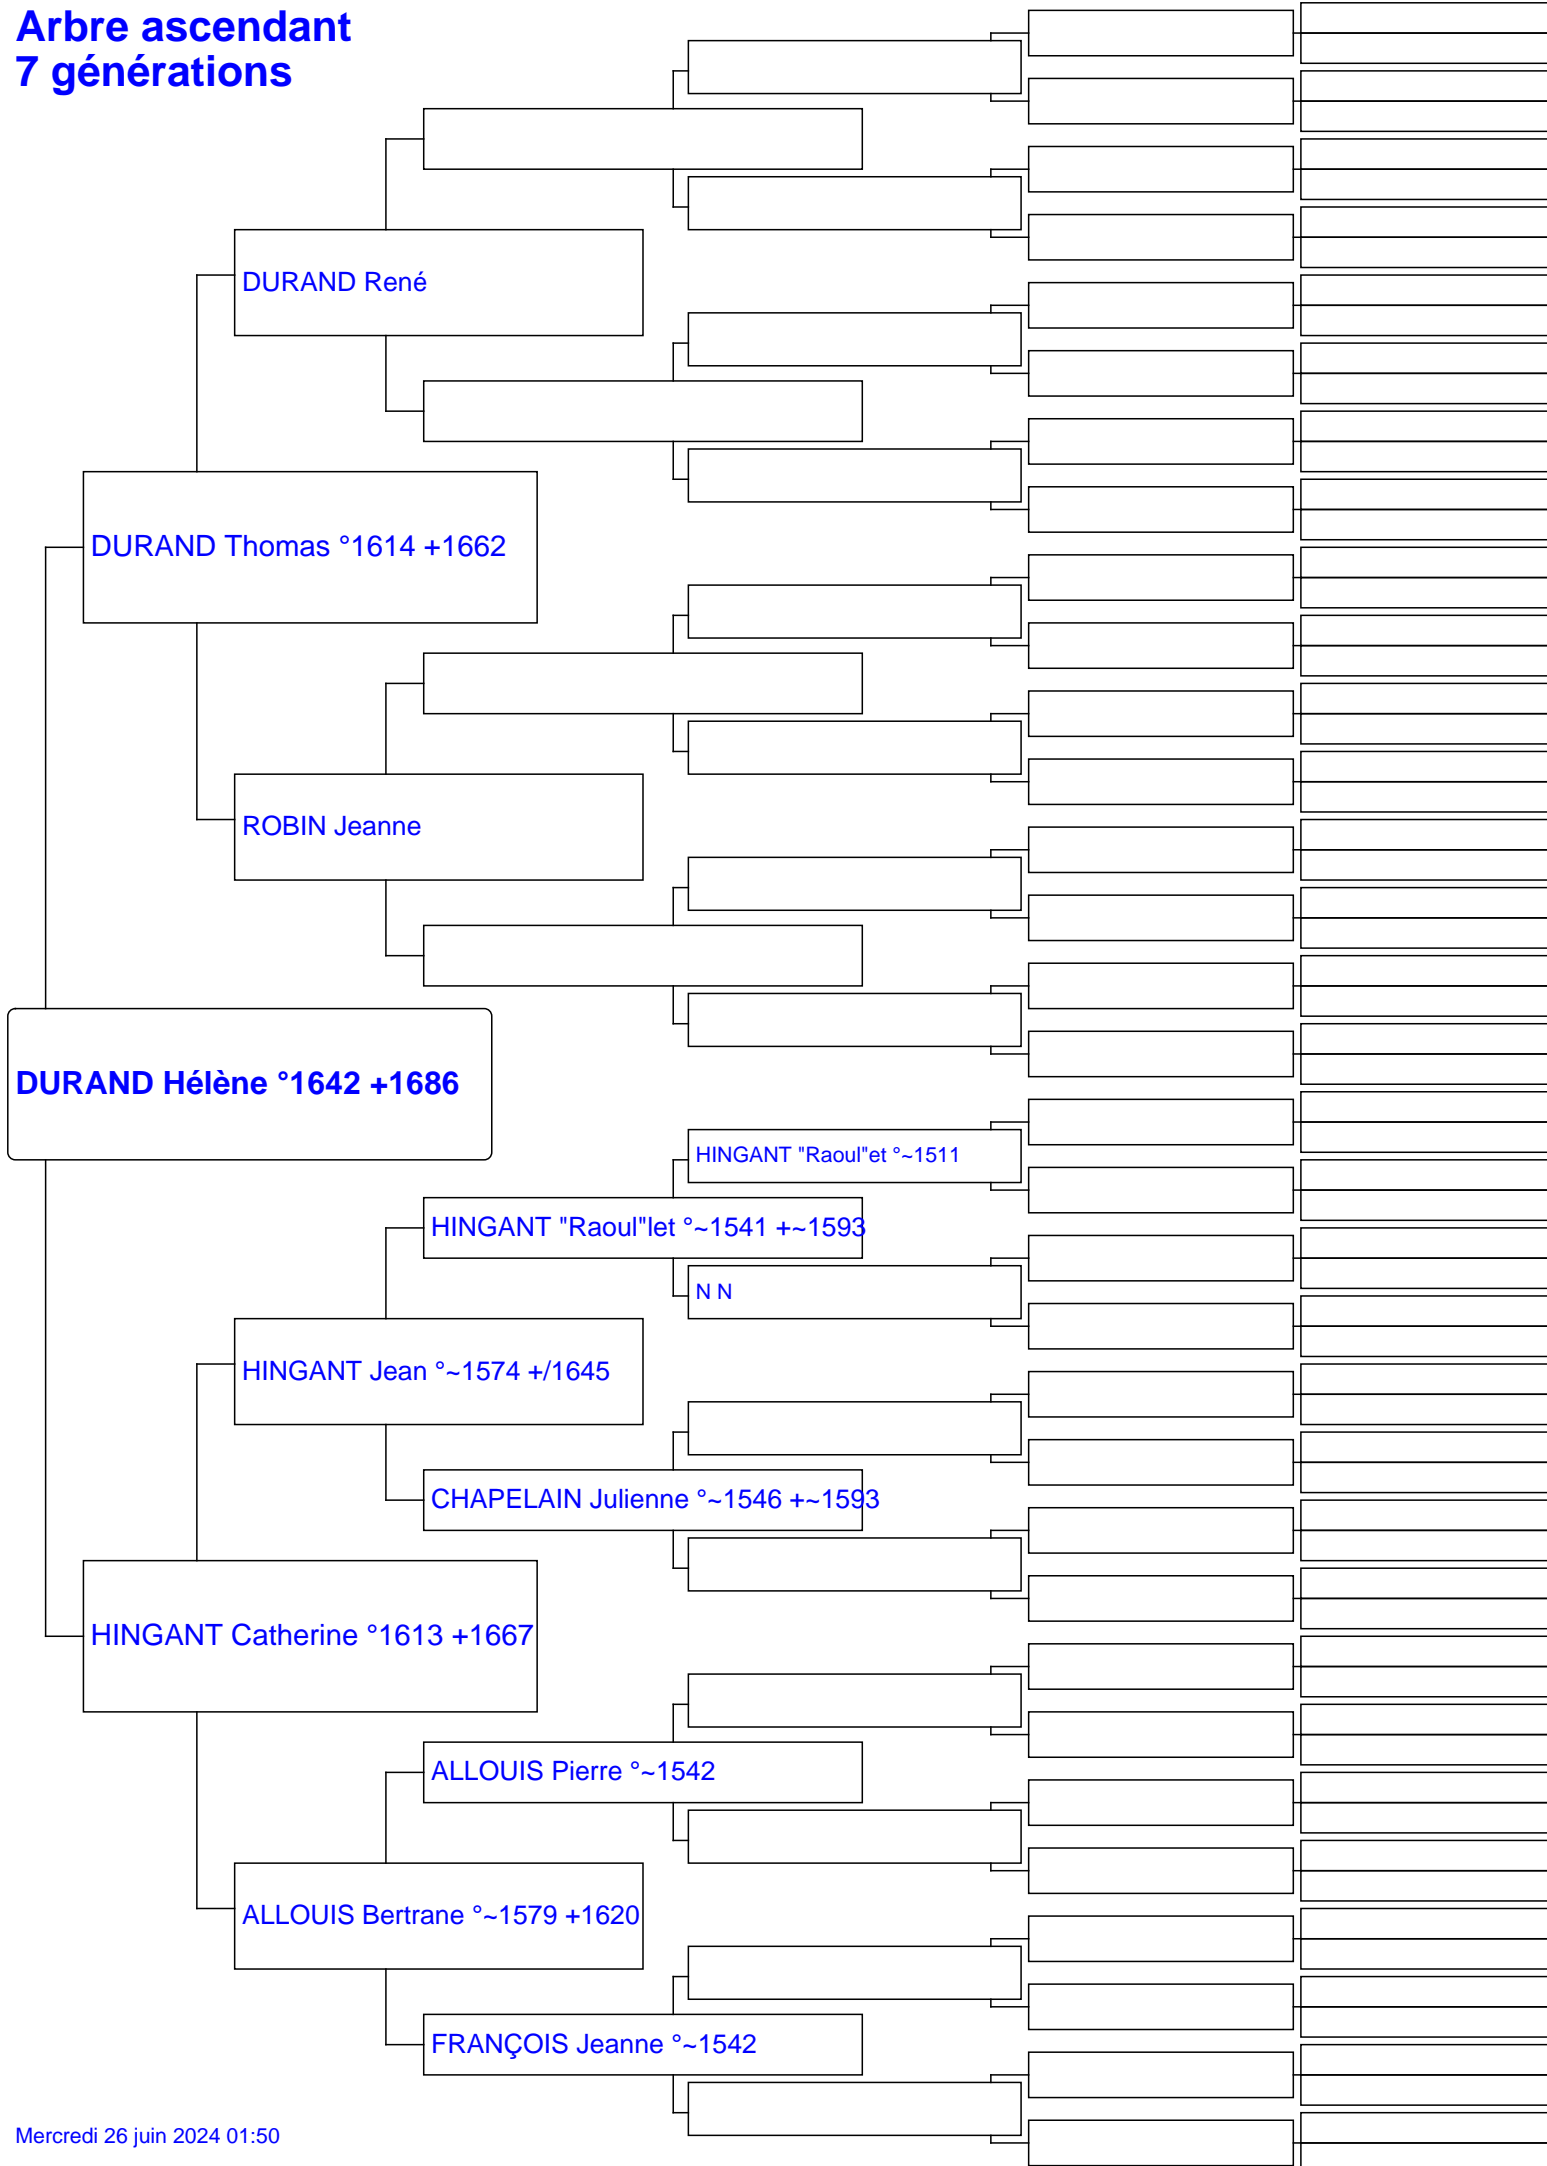 Arbre ascendant
7 générations
DURAND René
DURAND Thomas °1614 +1662
ROBIN Jeanne
DURAND Hélène °1642 +1686
HINGANT "Raoul"et °~1511
HINGANT "Raoul"let °~1541 +~1593
N N
HINGANT Jean °~1574 +/1645
CHAPELAIN Julienne °~1546 +~1593
HINGANT Catherine °1613 +1667
ALLOUIS Pierre °~1542
ALLOUIS Bertrane °~1579 +1620
FRANÇOIS Jeanne °~1542
Mercredi 26 juin 2024 01:50